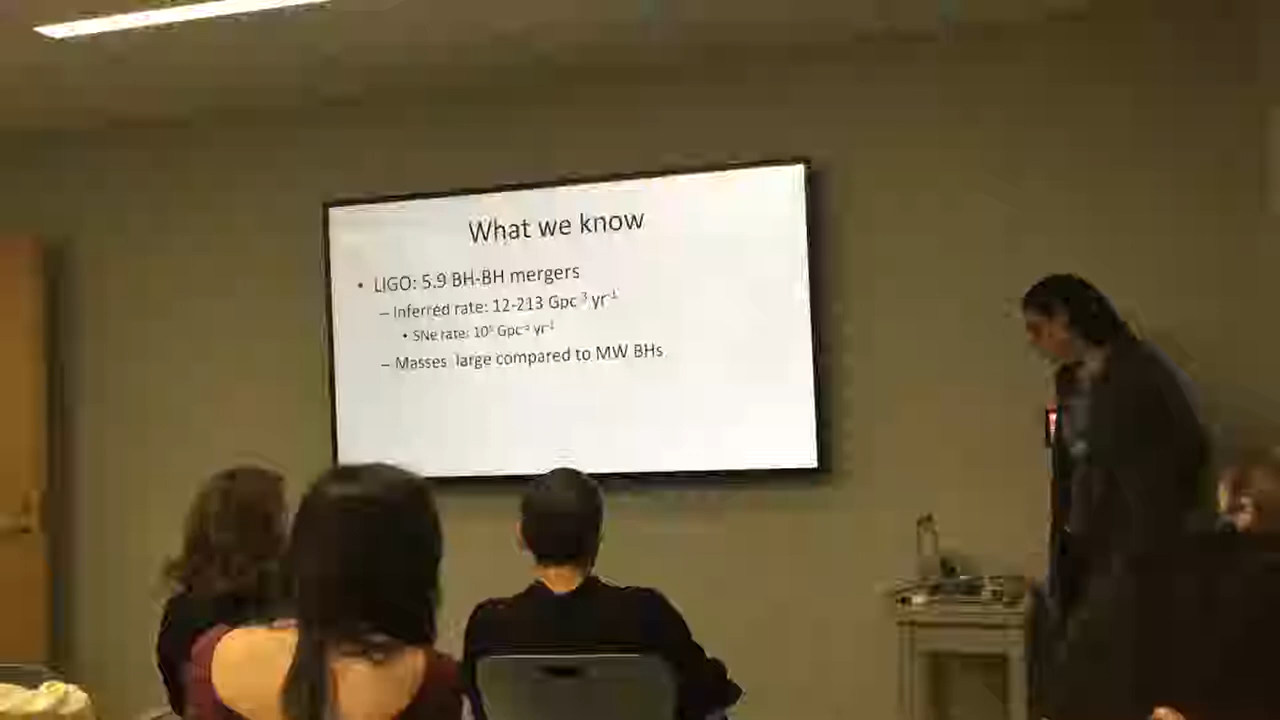 What we know
• LIGO: 5.9 BH-BH mergers
– Inferred rate: 12-213 Gpc⁻³ yr⁻¹
• SNe rate: 10⁵ Gpc⁻³ yr⁻¹
– Masses large compared to MW BHs